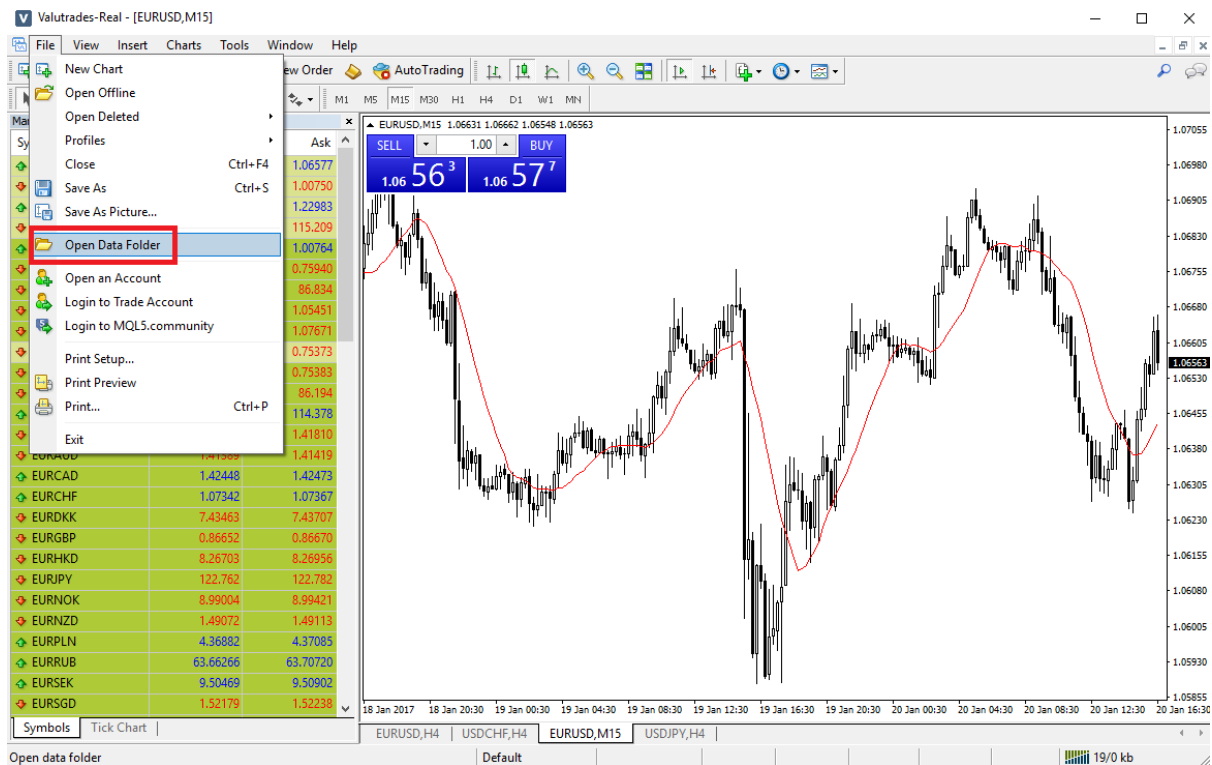 Valutrades-Real - [EURUSD,M15]
File View Insert Charts Tools Window Help
New Chart
Open Offline
Open Deleted
Profiles
Close Ctrl+F4
Save As Ctrl+S
Save As Picture...
Open Data Folder
Open an Account
Login to Trade Account
Login to MQL5.community
Print Setup...
Print Preview
Print... Ctrl+P
Exit
ew Order AutoTrading
M1 M5 M15 M30 H1 H4 D1 W1 MN
Mar
Sy Ask
1.06577
1.00750
1.22983
115.209
1.00764
0.75940
86.834
1.05451
1.07671
0.75373
0.75383
86.194
114.378
1.41810
EURAUD 1.41389 1.41419
EURCAD 1.42448 1.42473
EURCHF 1.07342 1.07367
EURDKK 7.43463 7.43707
EURGBP 0.86652 0.86670
EURHKD 8.26703 8.26956
EURJPY 122.762 122.782
EURNOK 8.99004 8.99421
EURNZD 1.49072 1.49113
EURPLN 4.36882 4.37085
EURRUB 63.66266 63.70720
EURSEK 9.50469 9.50902
EURSGD 1.52179 1.52238
Symbols Tick Chart
EURUSD,M15 1.06631 1.06662 1.06548 1.06563
SELL 1.00 BUY
1.06 56 3 1.06 57 7
1.07055
1.06980
1.06905
1.06830
1.06755
1.06680
1.06605
1.06563
1.06530
1.06455
1.06380
1.06305
1.06230
1.06155
1.06080
1.06005
1.05930
1.05855
18 Jan 2017 18 Jan 20:30 19 Jan 00:30 19 Jan 04:30 19 Jan 08:30 19 Jan 12:30 19 Jan 16:30 19 Jan 20:30 20 Jan 00:30 20 Jan 04:30 20 Jan 08:30 20 Jan 12:30 20 Jan 16:30
EURUSD,H4 USDCHF,H4 EURUSD,M15 USDJPY,H4
Open data folder Default 19/0 kb